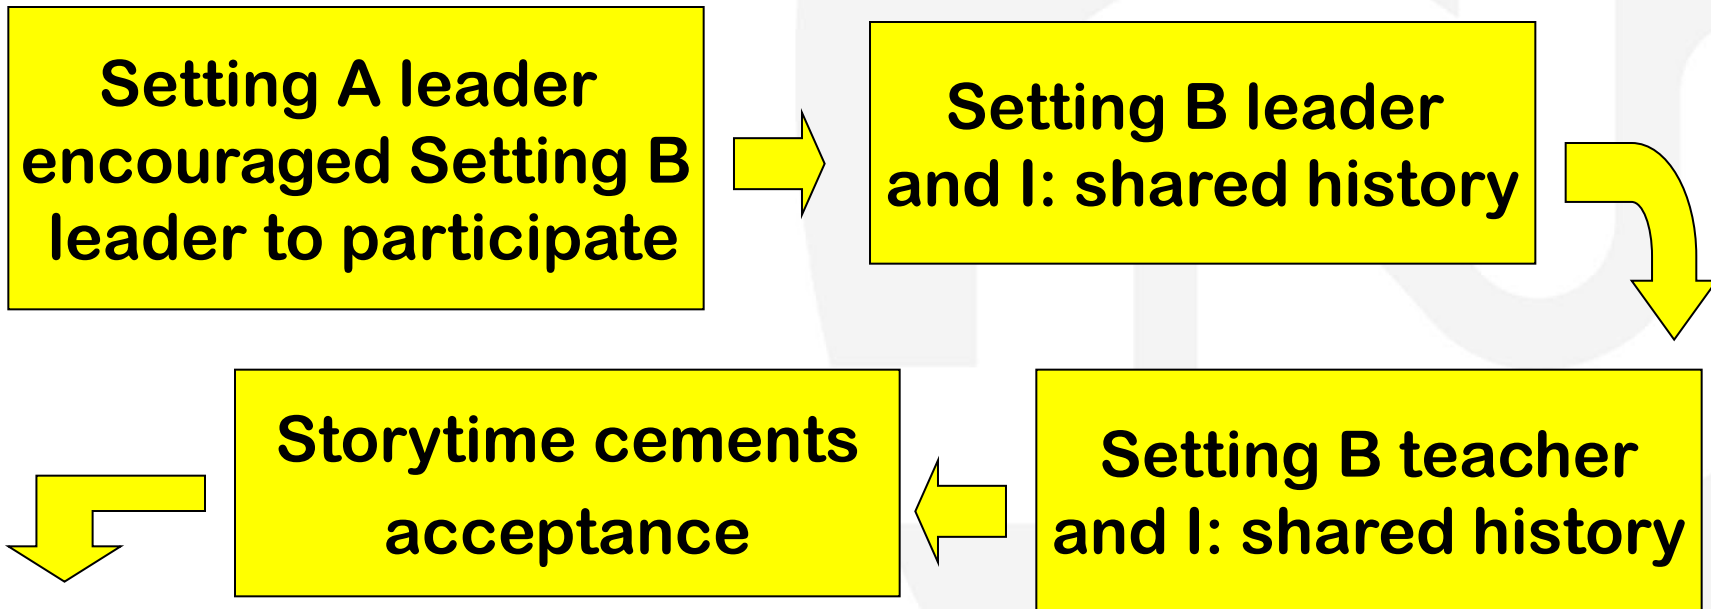 Setting A leader
encouraged Setting B
leader to participate
Setting B leader
and I: shared history
Setting B teacher
and I: shared history
Storytime cements
acceptance